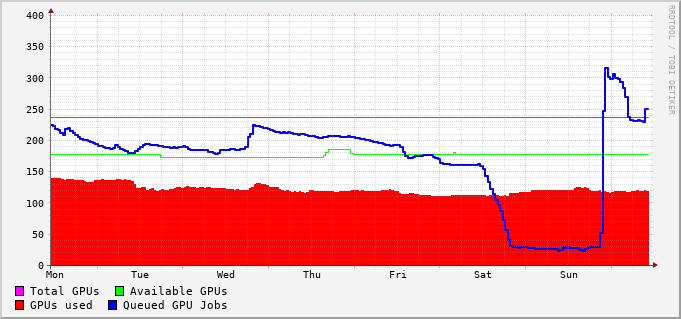 400
350
300
250
200
150
100
50
0
Mon Tue Wed Thu Fri Sat Sun
Total GPUs Available GPUs
GPUs used Queued GPU Jobs
RRDTOOL / TOBI OETIKER